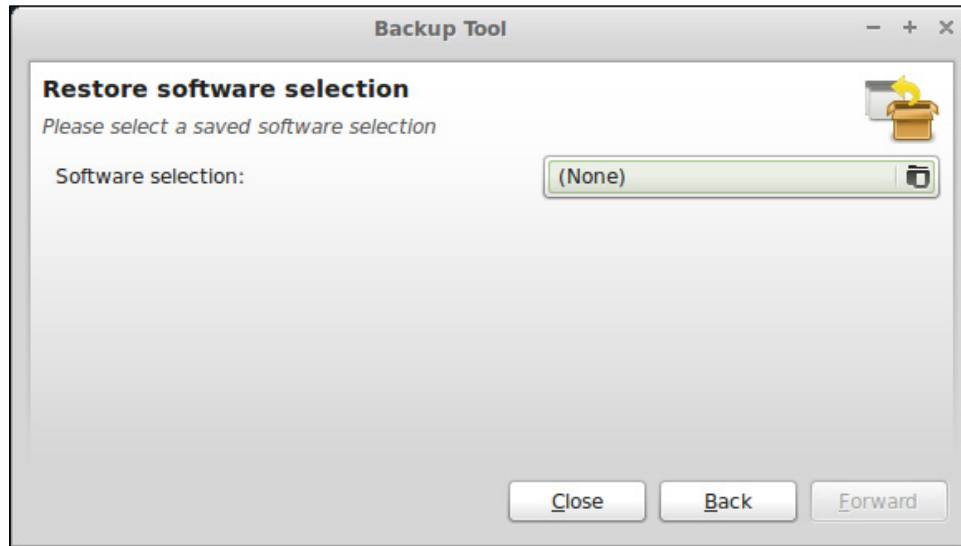 Backup Tool
Restore software selection
Please select a saved software selection
Software selection: (None)
Close Back Forward